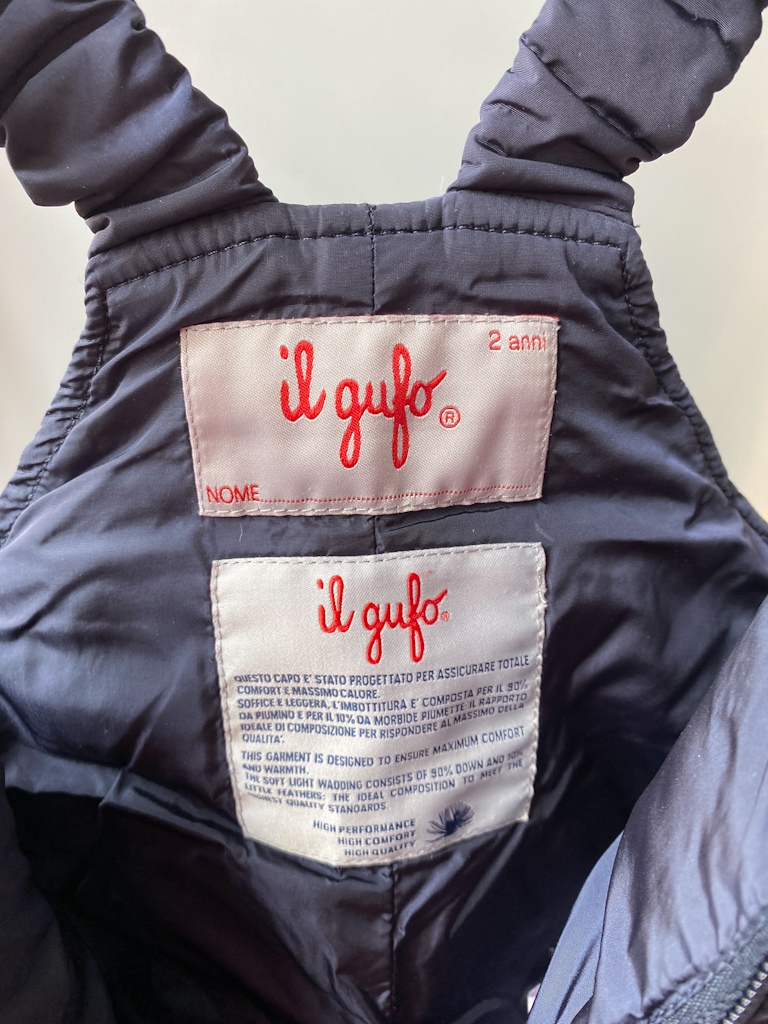 2 anni
il gufo®
NOME
il gufo®
QUESTO CAPO E' STATO PROGETTATO PER ASSICURARE TOTALE
COMFORT E MASSIMO CALORE.
SOFFICE E LEGGERA, L'IMBOTTITURA E' COMPOSTA PER IL 90%
DA PIUMINO E PER IL 10% DA MORBIDE PIUMETTE IL RAPPORTO
IDEALE DI COMPOSIZIONE PER RISPONDERE AL MASSIMO DELLA
QUALITA'.
THIS GARMENT IS DESIGNED TO ENSURE MAXIMUM COMFORT
AND WARMTH.
THE SOFT LIGHT WADDING CONSISTS OF 90% DOWN AND 10%
LITTLE FEATHERS: THE IDEAL COMPOSITION TO MEET THE
HIGHEST QUALITY STANDARDS.
HIGH PERFORMANCE
HIGH COMFORT
HIGH QUALITY